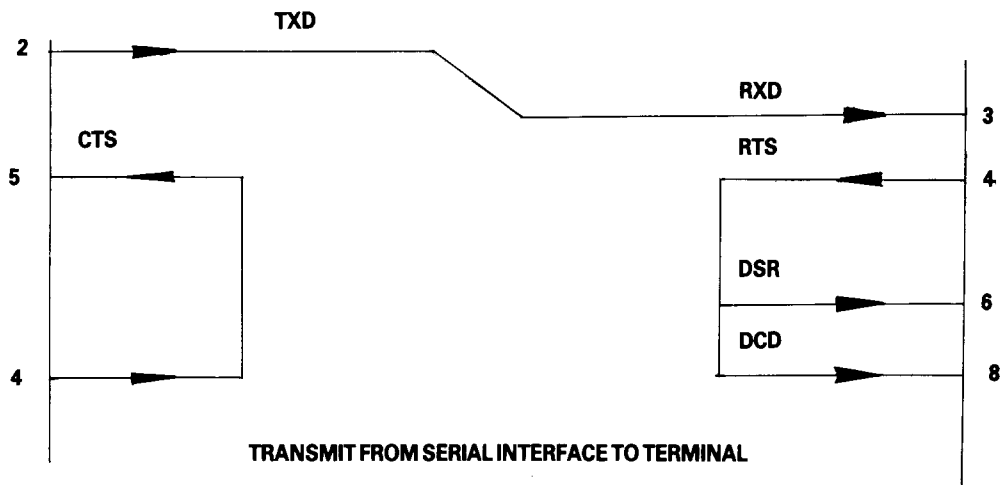 TXD
2
RXD
3
CTS
RTS
5
4
DSR
6
DCD
4
8
TRANSMIT FROM SERIAL INTERFACE TO TERMINAL